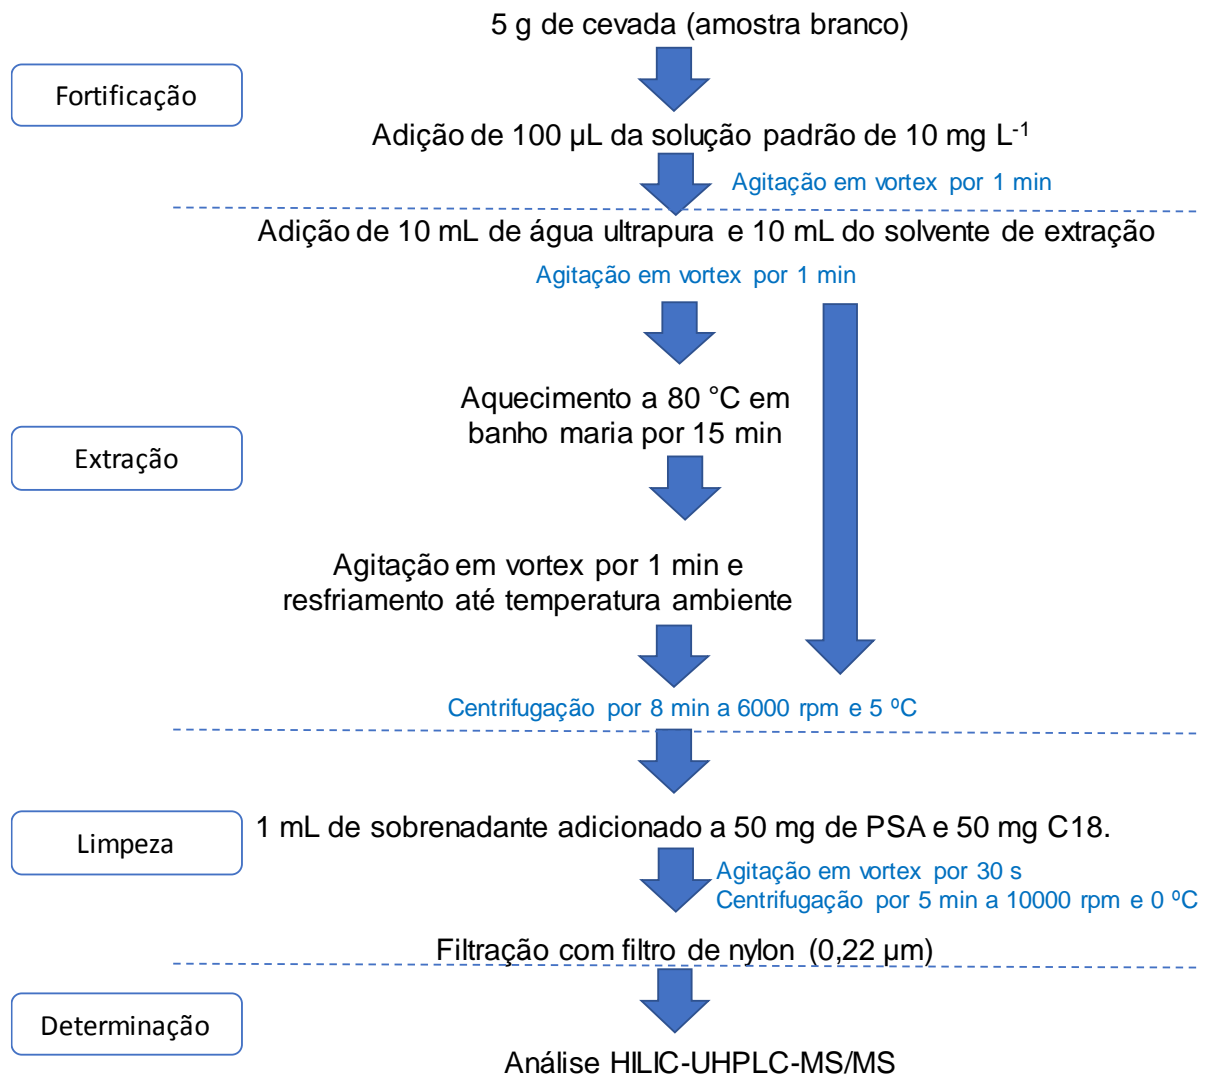 5 g de cevada (amostra branco)
Fortificação
Adição de 100 µL da solução padrão de 10 mg L⁻¹
Agitação em vortex por 1 min
Adição de 10 mL de água ultrapura e 10 mL do solvente de extração
Agitação em vortex por 1 min
Aquecimento a 80 °C em
banho maria por 15 min
Extração
Agitação em vortex por 1 min e
resfriamento até temperatura ambiente
Centrifugação por 8 min a 6000 rpm e 5 ºC
Limpeza
1 mL de sobrenadante adicionado a 50 mg de PSA e 50 mg C18.
Agitação em vortex por 30 s
Centrifugação por 5 min a 10000 rpm e 0 ºC
Filtração com filtro de nylon (0,22 µm)
Determinação
Análise HILIC-UHPLC-MS/MS